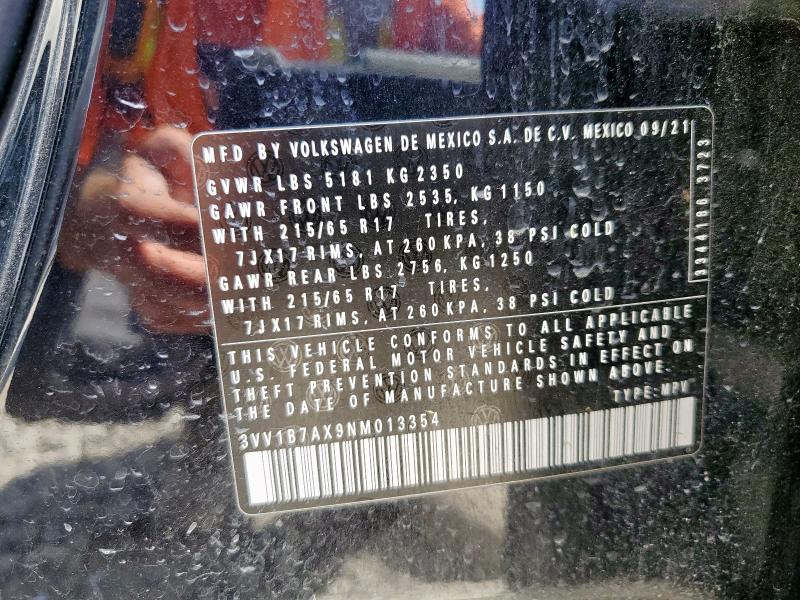 MFD BY VOLKSWAGEN DE MEXICO S.A. DE C.V. MEXICO 09/21
GVWR LBS 5181 KG 2350
GAWR FRONT LBS 2535, KG 1150
WITH 215/65 R17 TIRES,
7JX17 RIMS, AT 260 KPA, 38 PSI COLD
GAWR REAR LBS 2756, KG 1250
WITH 215/65 R17 TIRES,
7JX17 RIMS, AT 260 KPA, 38 PSI COLD
THIS VEHICLE CONFORMS TO ALL APPLICABLE
U.S. FEDERAL MOTOR VEHICLE SAFETY AND
THEFT PREVENTION STANDARDS IN EFFECT ON
THE DATE OF MANUFACTURE SHOWN ABOVE.
TYPE-MPV
3VV1B7AX9NM013354
3341188 3723